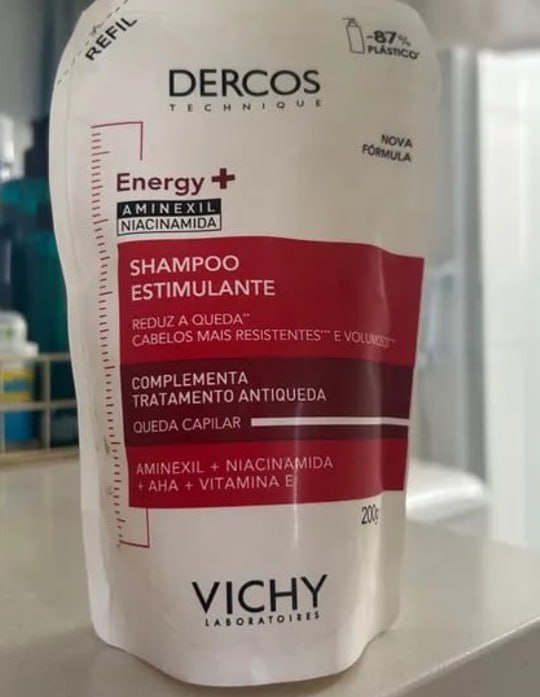 REFIL
-87%
PLÁSTICO*
DERCOS
TECHNIQUE
NOVA
FÓRMULA
Energy+
AMINEXIL
NIACINAMIDA
SHAMPOO
ESTIMULANTE
REDUZ A QUEDA**
CABELOS MAIS RESISTENTES*** E VOLUMOSOS***
COMPLEMENTA
TRATAMENTO ANTIQUEDA
QUEDA CAPILAR
AMINEXIL + NIACINAMIDA
+ AHA + VITAMINA E
200g
VICHY
LABORATOIRES